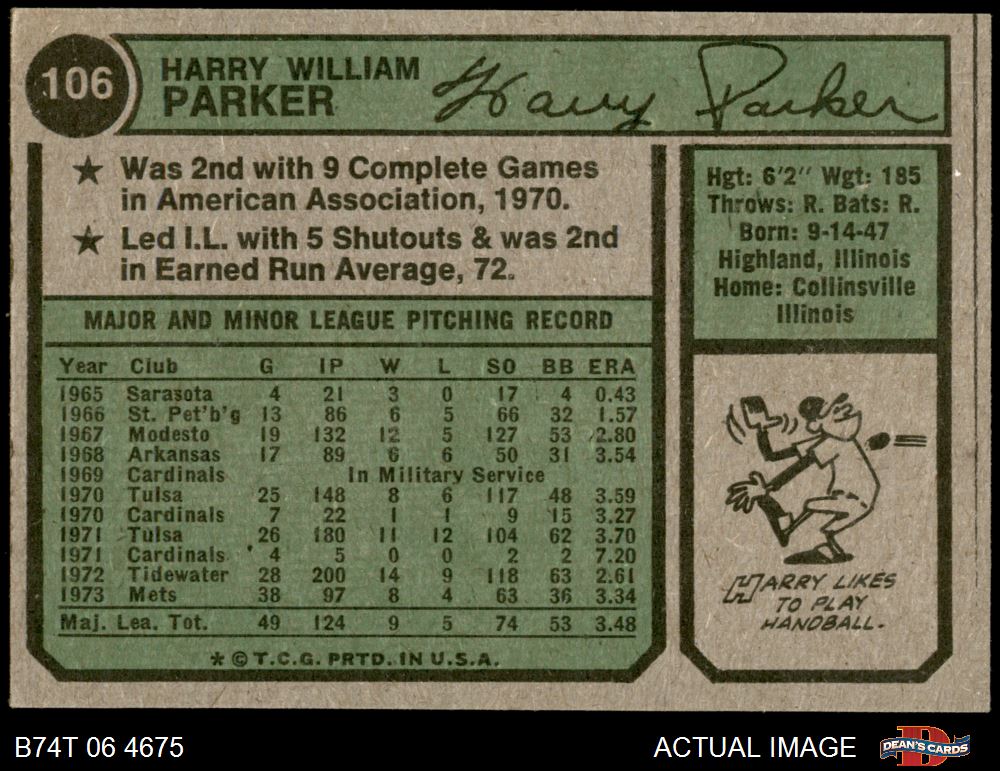 106
HARRY WILLIAM
PARKER
Harry Parker
★ Was 2nd with 9 Complete Games
in American Association, 1970.
★ Led I.L. with 5 Shutouts & was 2nd
in Earned Run Average, 72.
MAJOR AND MINOR LEAGUE PITCHING RECORD
Year Club G IP W L SO BB ERA
1965 Sarasota 4 21 3 0 17 4 0.43
1966 St. Pet'b'g 13 86 6 5 66 32 1.57
1967 Modesto 19 132 12 5 127 53 2.80
1968 Arkansas 17 89 6 6 50 31 3.54
1969 Cardinals In Military Service
1970 Tulsa 25 148 8 6 117 48 3.59
1970 Cardinals 7 22 1 1 9 15 3.27
1971 Tulsa 26 180 11 12 104 62 3.70
1971 Cardinals 4 5 0 0 2 2 7.20
1972 Tidewater 28 200 14 9 118 63 2.61
1973 Mets 38 97 8 4 63 36 3.34
Maj. Lea. Tot. 49 124 9 5 74 53 3.48
* © T.C.G. PRTD. IN U.S.A.
Hgt: 6'2" Wgt: 185
Throws: R. Bats: R.
Born: 9-14-47
Highland, Illinois
Home: Collinsville
Illinois
HARRY LIKES
TO PLAY
HANDBALL.
B74T 06 4675
ACTUAL IMAGE
DEAN'S CARDS